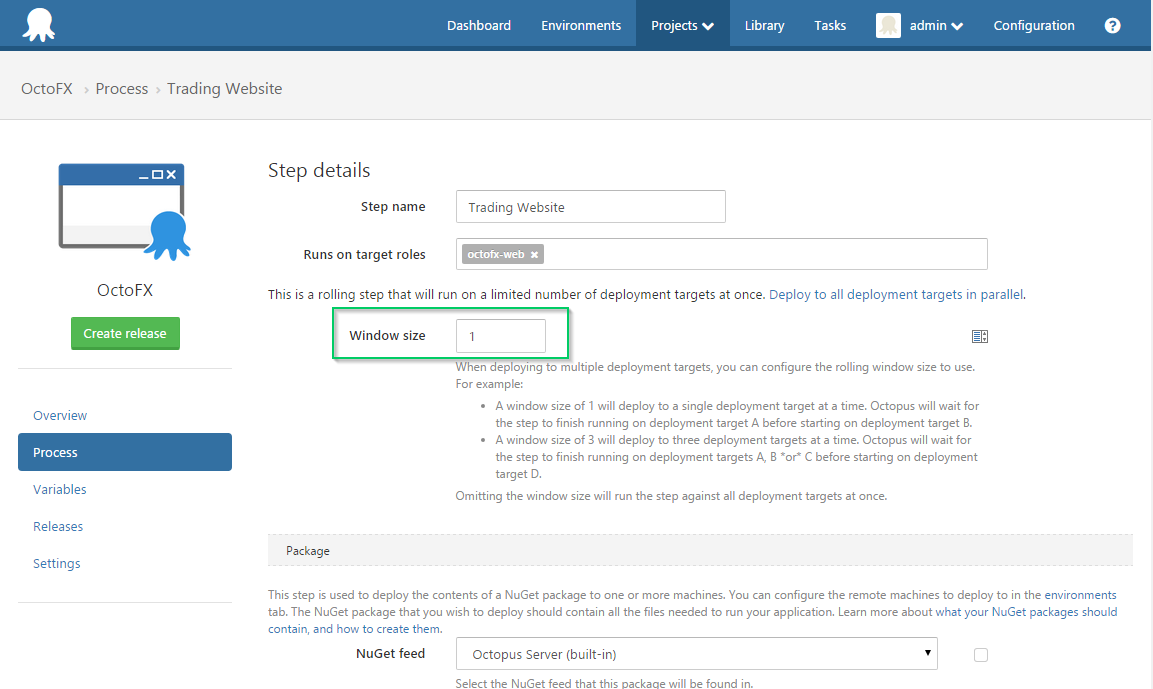 Dashboard Environments Projects Library Tasks admin Configuration ?
OctoFX › Process › Trading Website
Step details
Step name Trading Website
Runs on target roles octofx-web ×
This is a rolling step that will run on a limited number of deployment targets at once. Deploy to all deployment targets in parallel.
OctoFX
Create release
Window size 1
When deploying to multiple deployment targets, you can configure the rolling window size to use.
For example:
• A window size of 1 will deploy to a single deployment target at a time. Octopus will wait for
the step to finish running on deployment target A before starting on deployment target B.
• A window size of 3 will deploy to three deployment targets at a time. Octopus will wait for
the step to finish running on deployment targets A, B *or* C before starting on deployment
target D.
Omitting the window size will run the step against all deployment targets at once.
Overview
Process
Variables
Releases
Settings
Package
This step is used to deploy the contents of a NuGet package to one or more machines. You can configure the remote machines to deploy to in the environments
tab. The NuGet package that you wish to deploy should contain all the files needed to run your application. Learn more about what your NuGet packages should
contain, and how to create them.
NuGet feed Octopus Server (built-in)
Select the NuGet feed that this package will be found in.